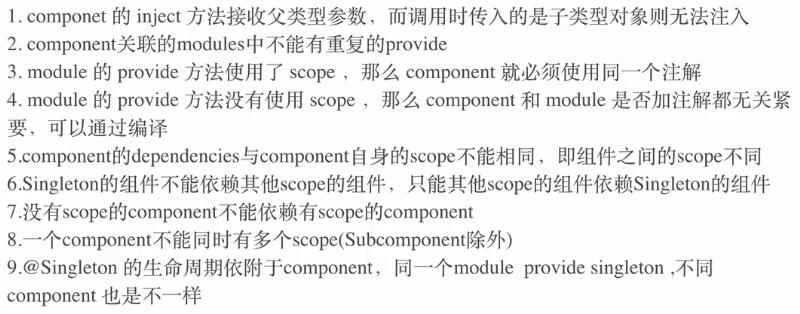 1. componet 的 inject 方法接收父类型参数，而调用时传入的是子类型对象则无法注入
2. component关联的modules中不能有重复的provide
3. module 的 provide 方法使用了 scope ，那么 component 就必须使用同一个注解
4. module 的 provide 方法没有使用 scope ，那么 component 和 module 是否加注解都无关紧
要，可以通过编译
5.component的dependencies与component自身的scope不能相同，即组件之间的scope不同
6.Singleton的组件不能依赖其他scope的组件，只能其他scope的组件依赖Singleton的组件
7.没有scope的component不能依赖有scope的component
8.一个component不能同时有多个scope(Subcomponent除外)
9.@Singleton 的生命周期依附于component，同一个module  provide singleton ,不同
component 也是不一样